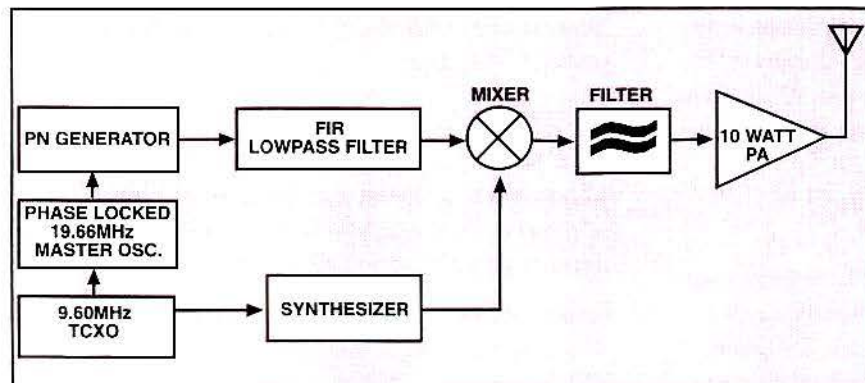 MIXER
FILTER
PN GENERATOR
FIR
LOWPASS FILTER
10 WATT
PA
PHASE LOCKED
19.66MHz
MASTER OSC.
9.60MHz
TCXO
SYNTHESIZER